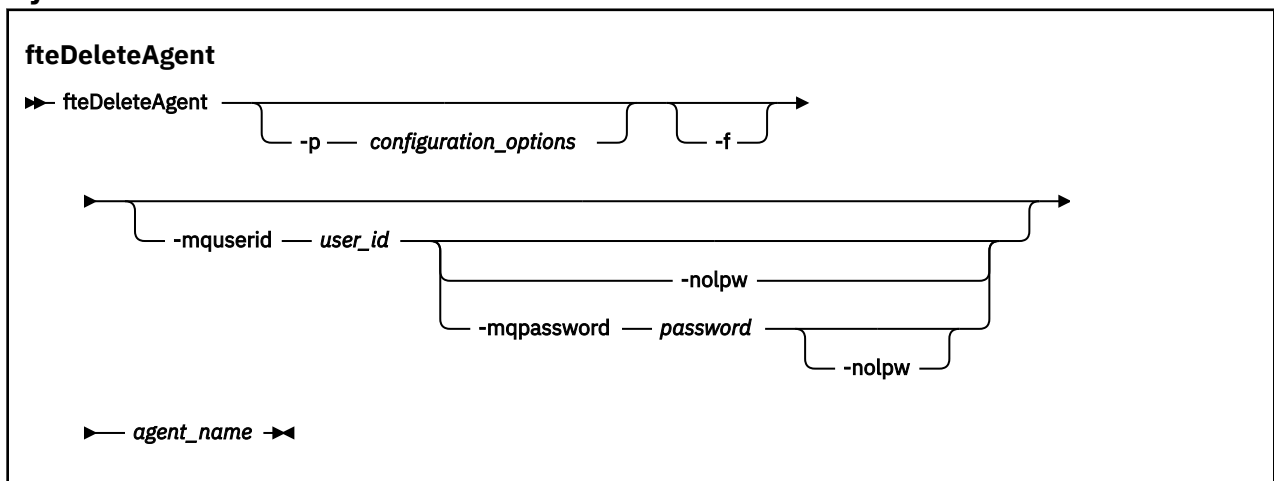 fteDeleteAgent
fteDeleteAgent
-p configuration_options -f
-mquserid user_id
-nolpw
-mqpassword password
-nolpw
agent_name